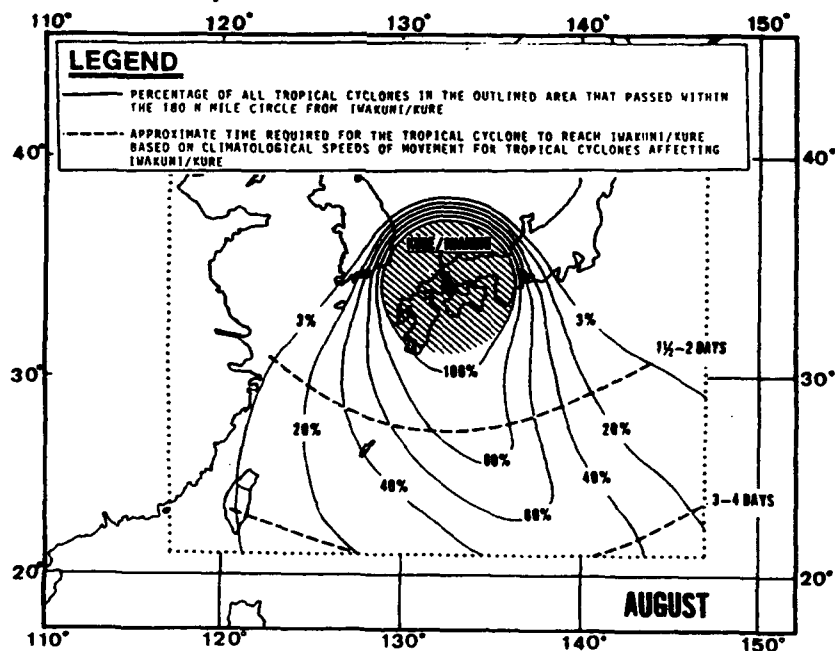 110° 120° 130° 140° 150°
LEGEND
PERCENTAGE OF ALL TROPICAL CYCLONES IN THE OUTLINED AREA THAT PASSED WITHIN
THE 180 N MILE CIRCLE FROM IWAKUNI/KURE
APPROXIMATE TIME REQUIRED FOR THE TROPICAL CYCLONE TO REACH IWAKUNI/KURE
BASED ON CLIMATOLOGICAL SPEEDS OF MOVEMENT FOR TROPICAL CYCLONES AFFECTING
IWAKUNI/KURE
40° 40°
KURE/IWAKUNI
3% 3%
1½-2 DAYS
30° 100% 30°
20% 20%
80%
40% 40%
60% 3-4 DAYS
20° 20°
AUGUST
110° 120° 130° 140° 150°